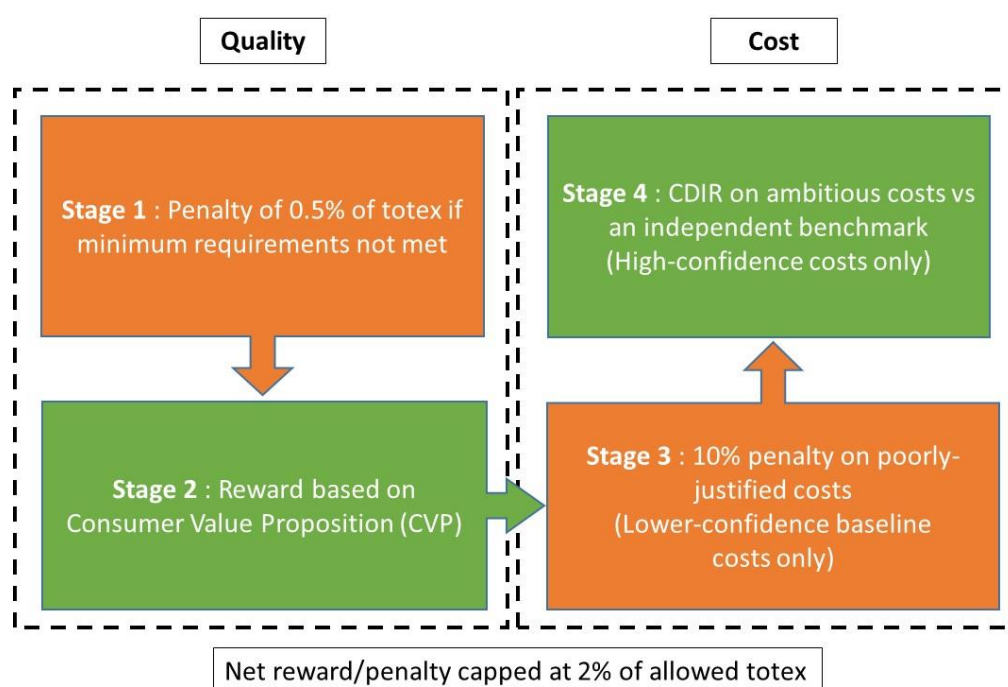 Quality
Cost
Stage 1 : Penalty of 0.5% of totex if
minimum requirements not met
Stage 2 : Reward based on
Consumer Value Proposition (CVP)
Stage 3 : 10% penalty on poorly-
justified costs
(Lower-confidence baseline
costs only)
Stage 4 : CDIR on ambitious costs vs
an independent benchmark
(High-confidence costs only)
Net reward/penalty capped at 2% of allowed totex